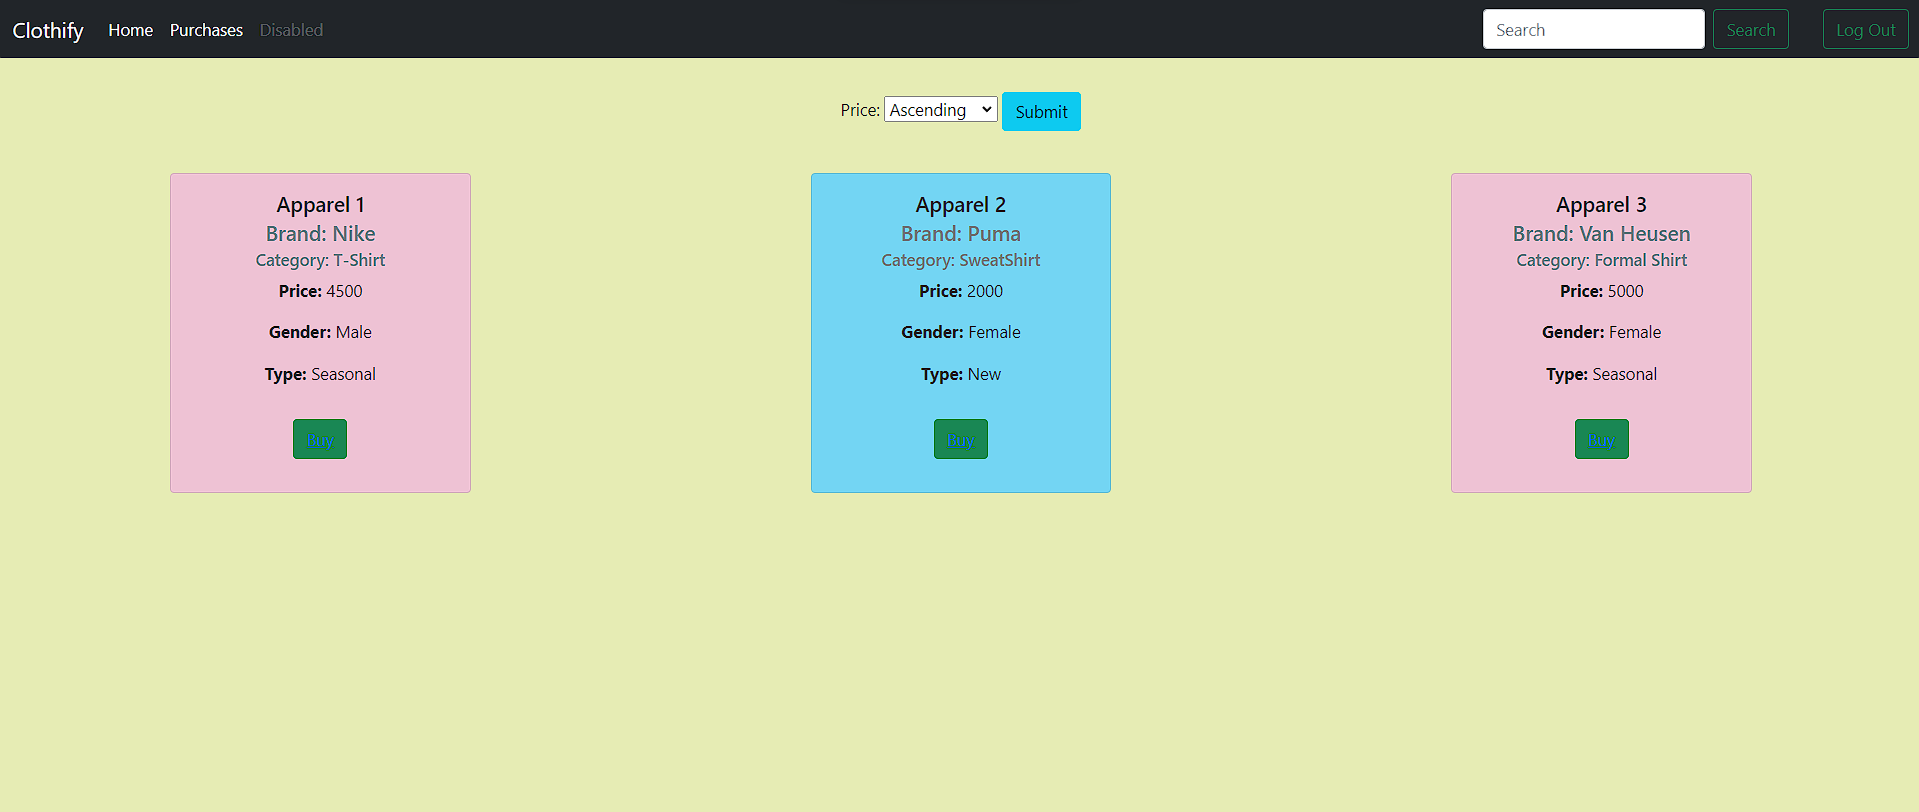 Clothify Home Purchases Disabled Search Search Log Out
Price: Ascending Submit
Apparel 1
Brand: Nike
Category: T-Shirt
Price: 4500
Gender: Male
Type: Seasonal
Buy
Apparel 2
Brand: Puma
Category: SweatShirt
Price: 2000
Gender: Female
Type: New
Buy
Apparel 3
Brand: Van Heusen
Category: Formal Shirt
Price: 5000
Gender: Female
Type: Seasonal
Buy